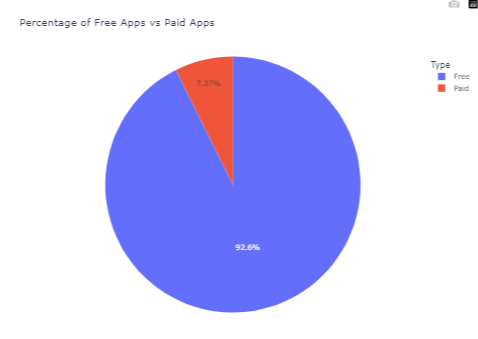 Percentage of Free Apps vs Paid Apps
Type
Free
Paid
7.37%
92.6%